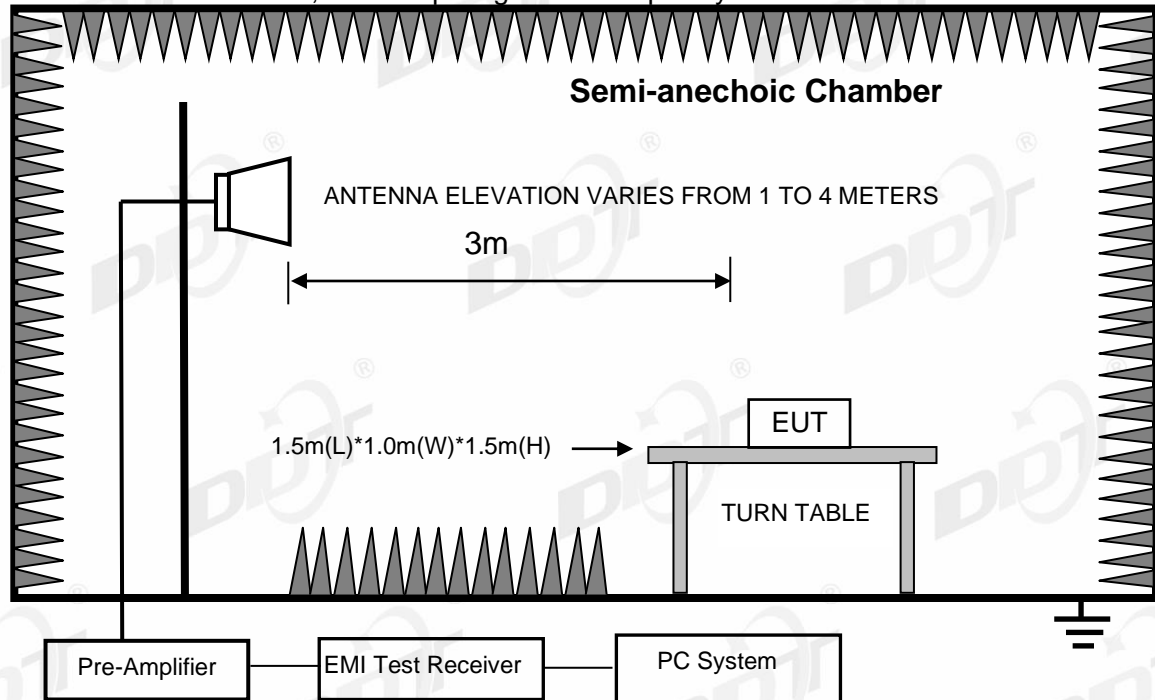 Semi-anechoic Chamber
ANTENNA ELEVATION VARIES FROM 1 TO 4 METERS
3m
EUT
1.5m(L)*1.0m(W)*1.5m(H)
TURN TABLE
Pre-Amplifier
EMI Test Receiver
PC System
DDT®